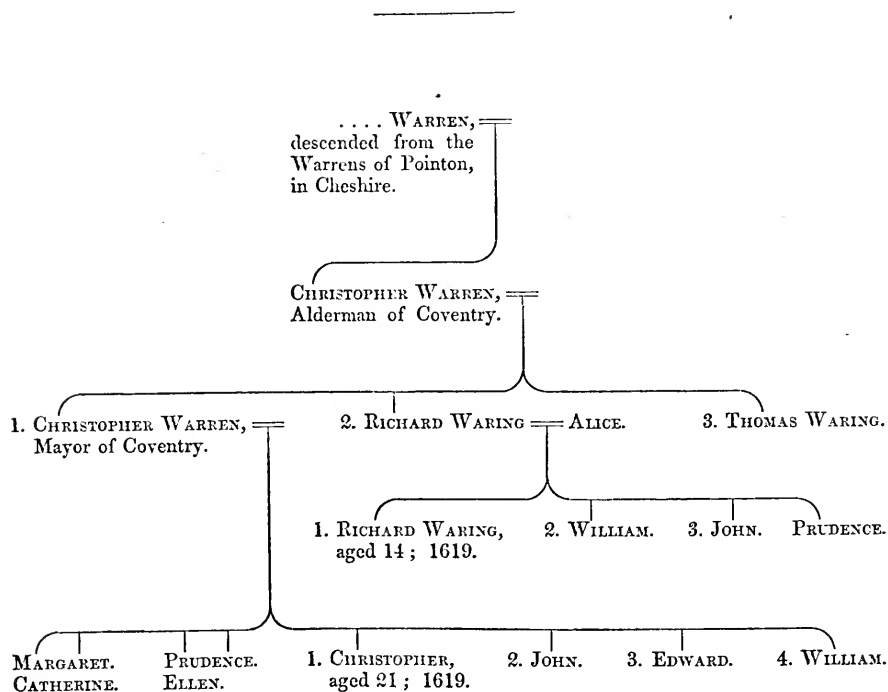 .... WARREN,
descended from the
Warrens of Pointon,
in Cheshire.
CHRISTOPHER WARREN,
Alderman of Coventry.
1. CHRISTOPHER WARREN,
Mayor of Coventry.
2. RICHARD WARING
ALICE.
3. THOMAS WARING.
1. RICHARD WARING,
aged 14; 1619.
2. WILLIAM.
3. JOHN.
PRUDENCE.
MARGARET.
CATHERINE.
PRUDENCE.
ELLEN.
1. CHRISTOPHER,
aged 21; 1619.
2. JOHN.
3. EDWARD.
4. WILLIAM.